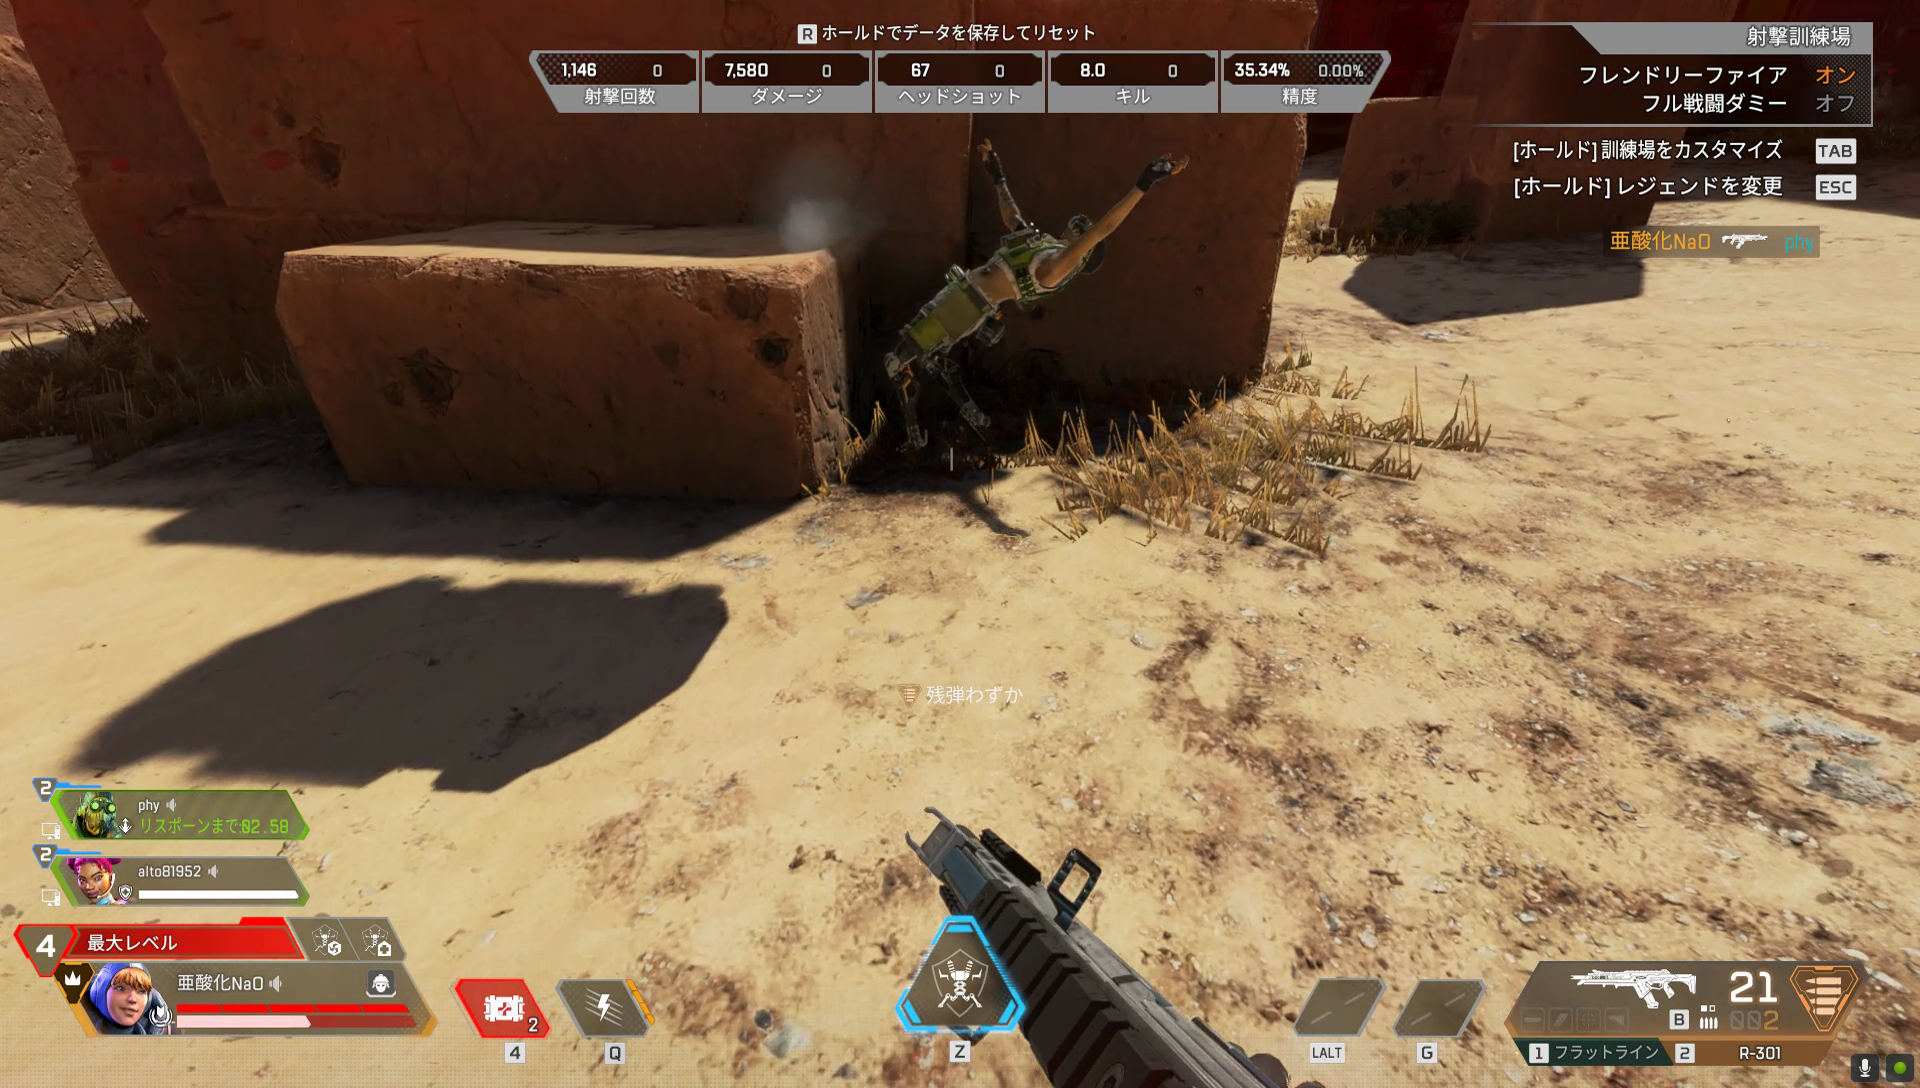 R ホールドでデータを保存してリセット
1,146 0
射撃回数
7,580 0
ダメージ
67 0
ヘッドショット
8.0 0
キル
35.34% 0.00%
精度
射撃訓練場
フレンドリーファイア オン
フル戦闘ダミー オフ
[ホールド]訓練場をカスタマイズ TAB
[ホールド]レジェンドを変更 ESC
亜酸化NaO phy
残弾わずか
2
phy
リスポーンまで:02.58
2
alto81952
4 最大レベル
亜酸化NaO
2
4
Q
Z
LALT
G
21
B 002
1 フラットライン
2 R-301